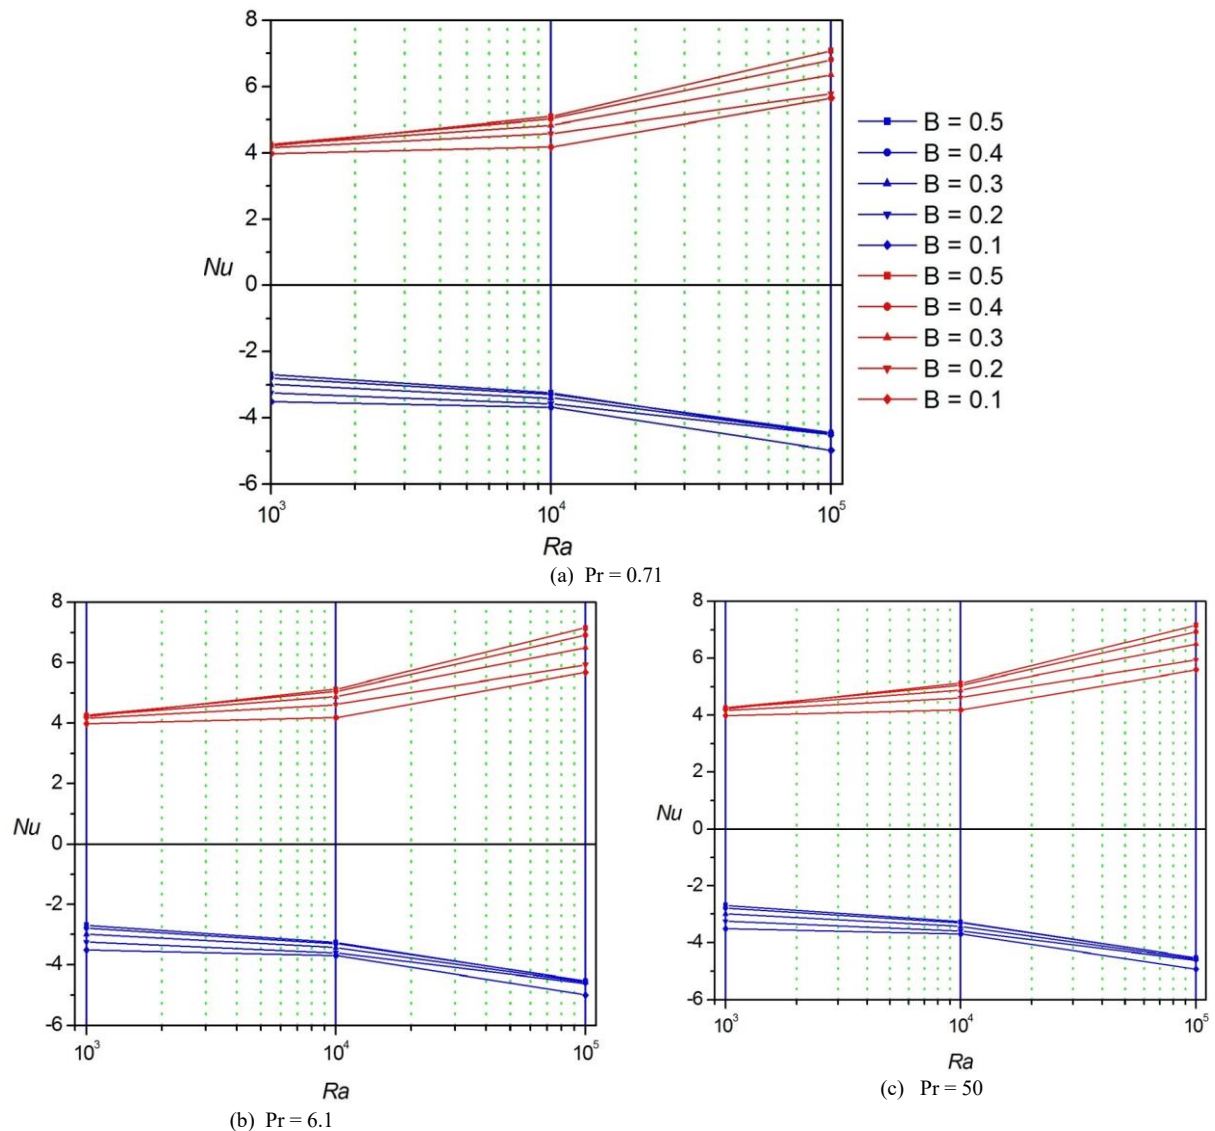 8
6
4
2
0
-2
-4
-6
Nu
10³
10⁴
10⁵
Ra
B = 0.5
B = 0.4
B = 0.3
B = 0.2
B = 0.1
B = 0.5
B = 0.4
B = 0.3
B = 0.2
B = 0.1
(a) Pr = 0.71
8
6
4
2
0
-2
-4
-6
Nu
10³
10⁴
10⁵
Ra
(b) Pr = 6.1
8
6
4
2
0
-2
-4
-6
Nu
10³
10⁴
10⁵
Ra
(c) Pr = 50